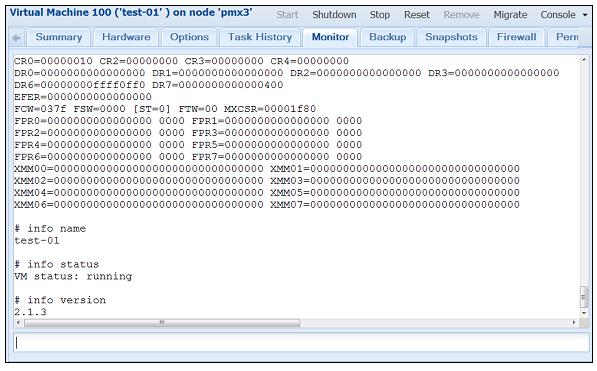 Virtual Machine 100 ('test-01' ) on node 'pmx3' Start Shutdown Stop Reset Remove Migrate Console
Summary Hardware Options Task History Monitor Backup Snapshots Firewall Perm
CR0=00000010 CR2=00000000 CR3=00000000 CR4=00000000
DR0=0000000000000000 DR1=0000000000000000 DR2=0000000000000000 DR3=0000000000000000
DR6=00000000ffff0ff0 DR7=0000000000000400
EFER=0000000000000000
FCW=037f FSW=0000 [ST=0] FTW=00 MXCSR=00001f80
FPR0=0000000000000000 0000 FPR1=0000000000000000 0000
FPR2=0000000000000000 0000 FPR3=0000000000000000 0000
FPR4=0000000000000000 0000 FPR5=0000000000000000 0000
FPR6=0000000000000000 0000 FPR7=0000000000000000 0000
XMM00=00000000000000000000000000000000 XMM01=00000000000000000000000000000000
XMM02=00000000000000000000000000000000 XMM03=00000000000000000000000000000000
XMM04=00000000000000000000000000000000 XMM05=00000000000000000000000000000000
XMM06=00000000000000000000000000000000 XMM07=00000000000000000000000000000000
# info name
test-01
# info status
VM status: running
# info version
2.1.3